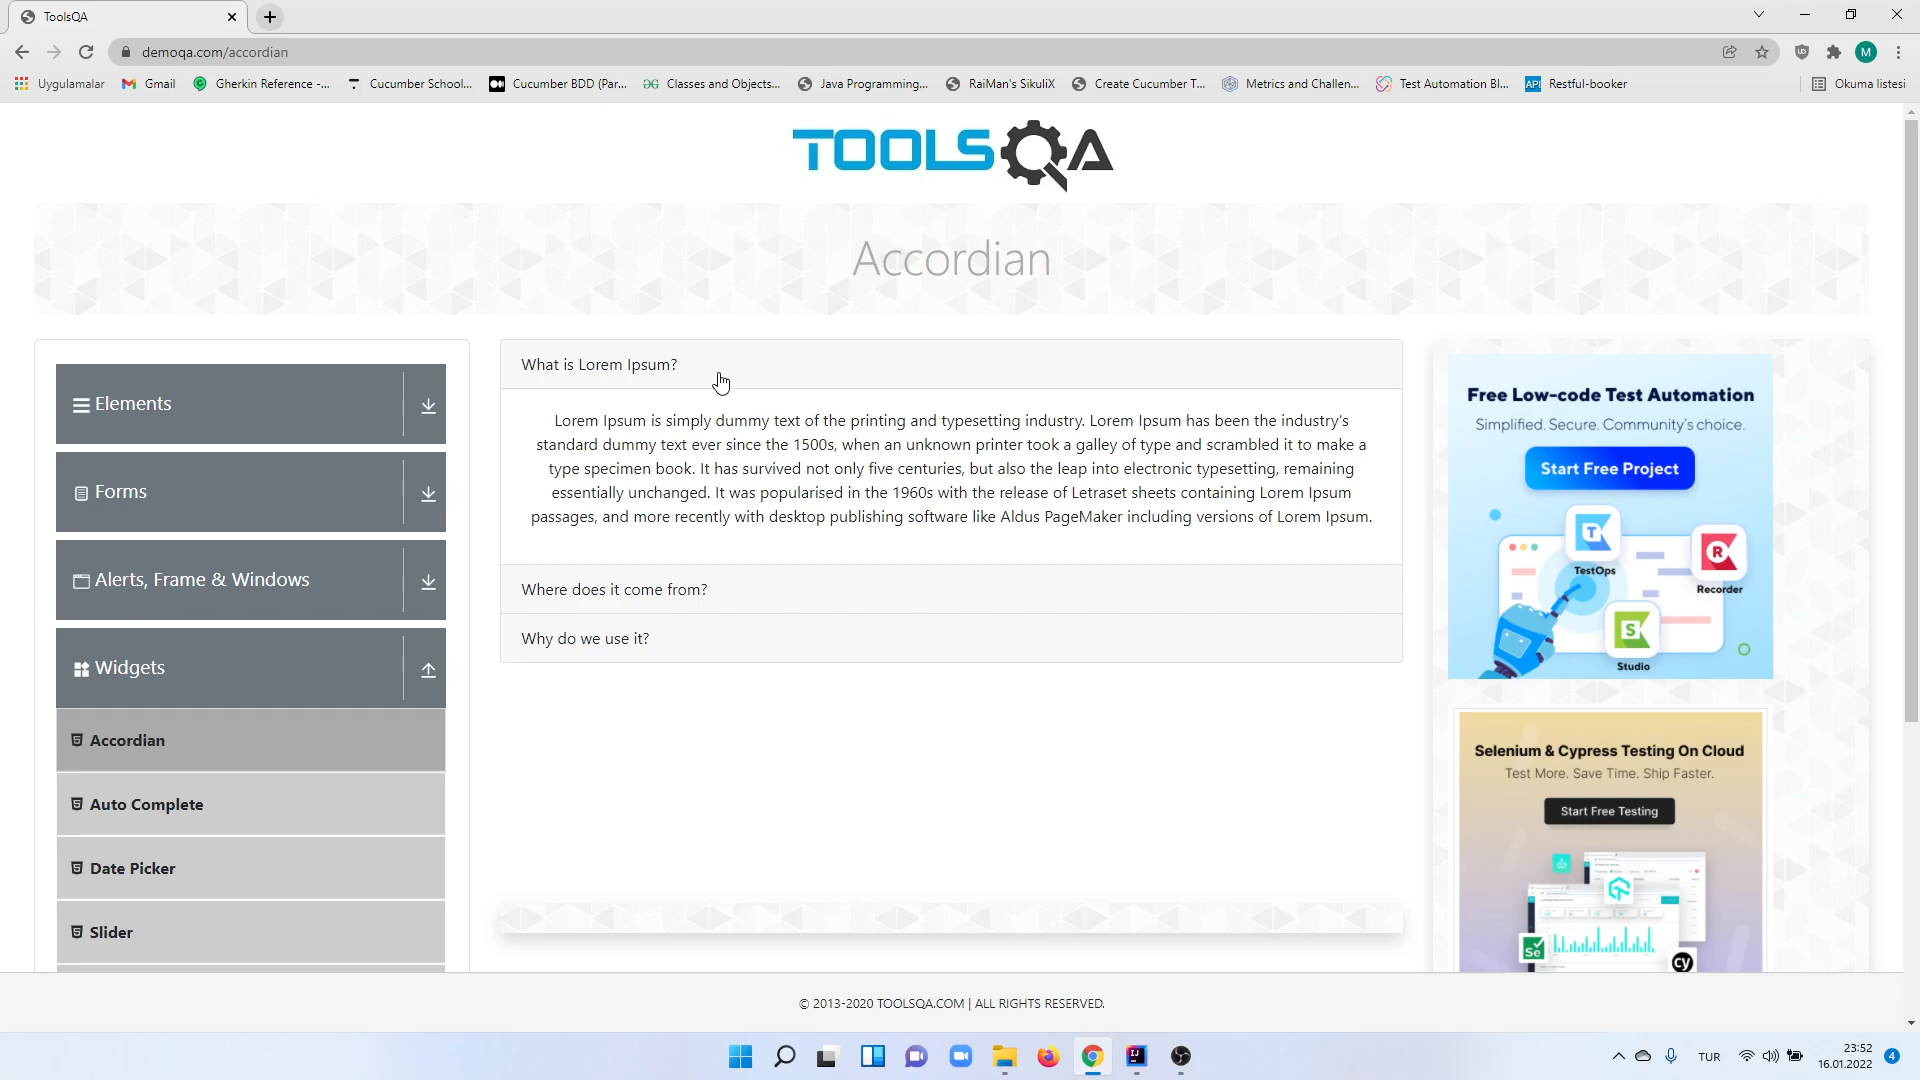 ToolsQA
demoqa.com/accordian
M
Uygulamalar
Gmail
Gherkin Reference -...
Cucumber School...
Cucumber BDD (Par...
Classes and Objects...
Java Programming...
RaiMan's SikuliX
Create Cucumber T...
Metrics and Challen...
Test Automation Bl...
API
Restful-booker
Okuma listesi
TOOLSQA
Accordian
Elements
Forms
Alerts, Frame & Windows
Widgets
Accordian
Auto Complete
Date Picker
Slider
What is Lorem Ipsum?
Lorem Ipsum is simply dummy text of the printing and typesetting industry. Lorem Ipsum has been the industry's
standard dummy text ever since the 1500s, when an unknown printer took a galley of type and scrambled it to make a
type specimen book. It has survived not only five centuries, but also the leap into electronic typesetting, remaining
essentially unchanged. It was popularised in the 1960s with the release of Letraset sheets containing Lorem Ipsum
passages, and more recently with desktop publishing software like Aldus PageMaker including versions of Lorem Ipsum.
Where does it come from?
Why do we use it?
Free Low-code Test Automation
Simplified. Secure. Community's choice.
Start Free Project
T
TestOps
R
Recorder
S
Studio
Selenium & Cypress Testing On Cloud
Test More. Save Time. Ship Faster.
Start Free Testing
Se
cy
© 2013-2020 TOOLSQA.COM | ALL RIGHTS RESERVED.
IJ
TUR
23:52
16.01.2022
4